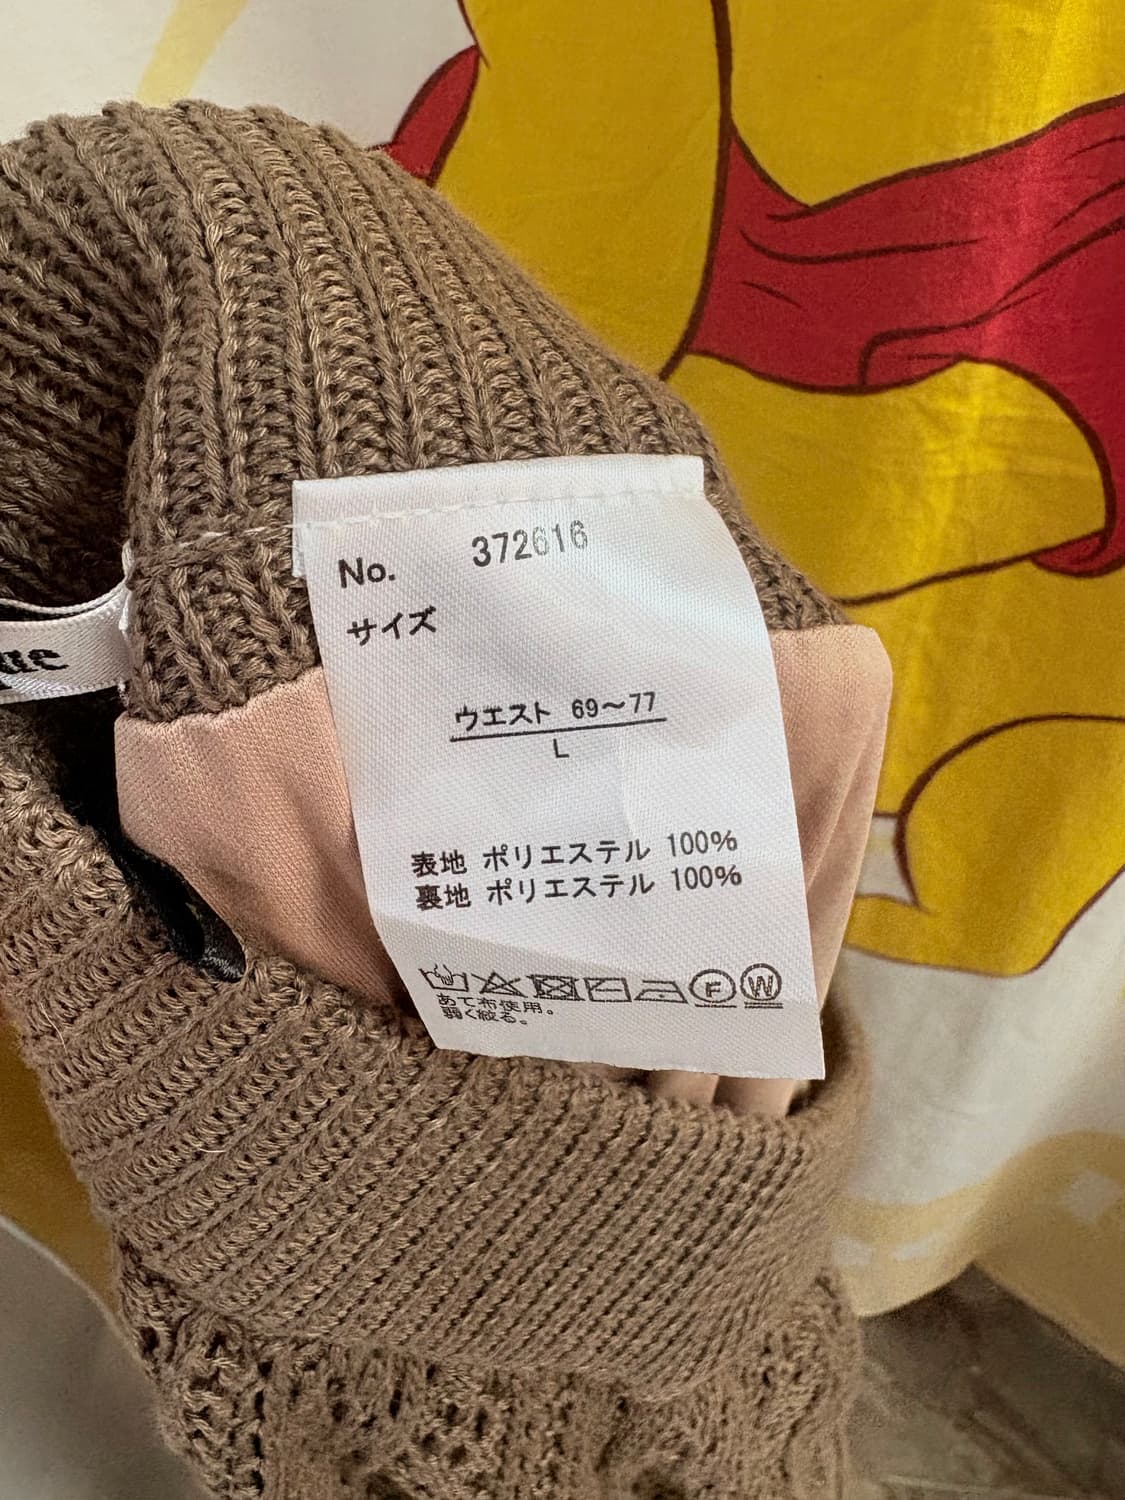 No. 372616
サイズ
ウエスト 69～77
L
表地 ポリエステル 100%
裏地 ポリエステル 100%
F W
あて布使用。
弱く絞る。
ue